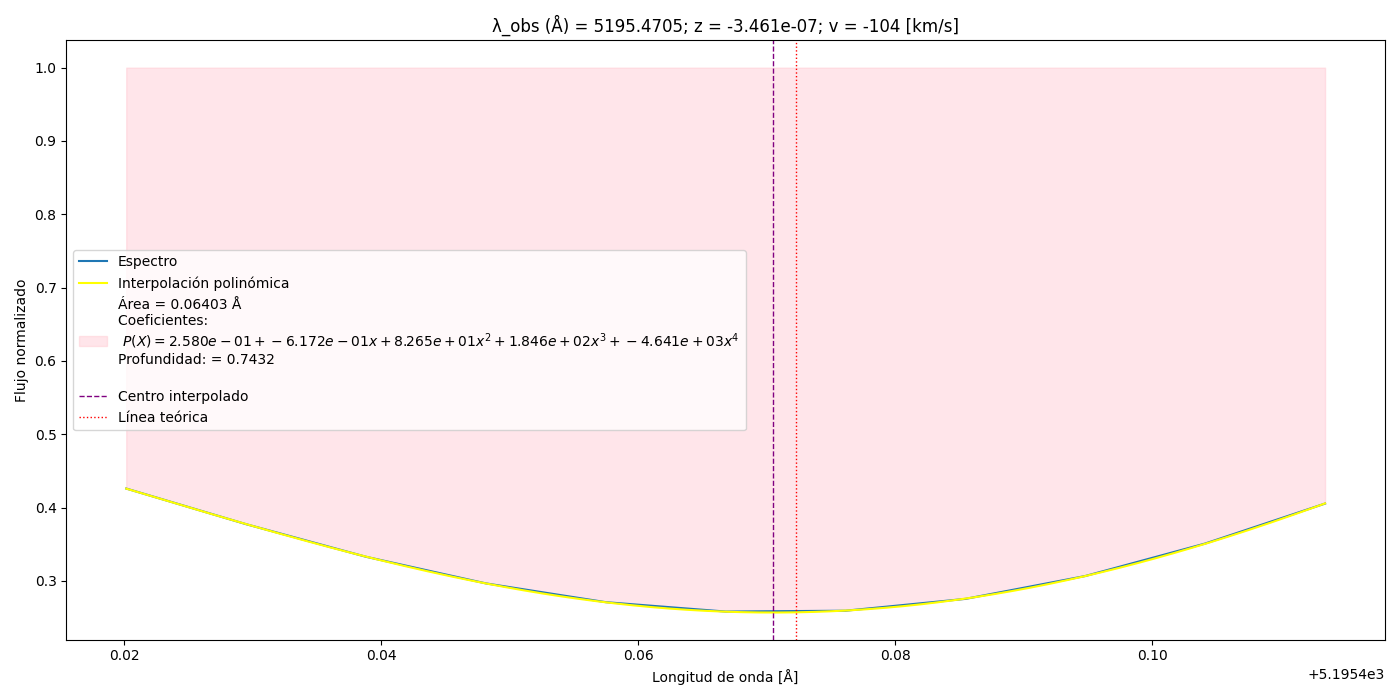 λ_obs (Å) = 5195.4705; z = -3.461e-07; v = -104 [km/s]
1.0
0.9
0.8
0.7
0.6
0.5
0.4
0.3
Flujo normalizado
Espectro
Interpolación polinómica
Área = 0.06403 Å
Coeficientes:
P(X) = 2.580e − 01 + −6.172e − 01x + 8.265e + 01x² + 1.846e + 02x³ + −4.641e + 03x⁴
Profundidad: = 0.7432
Centro interpolado
Línea teórica
0.02 0.04 0.06 0.08 0.10
+5.1954e3
Longitud de onda [Å]